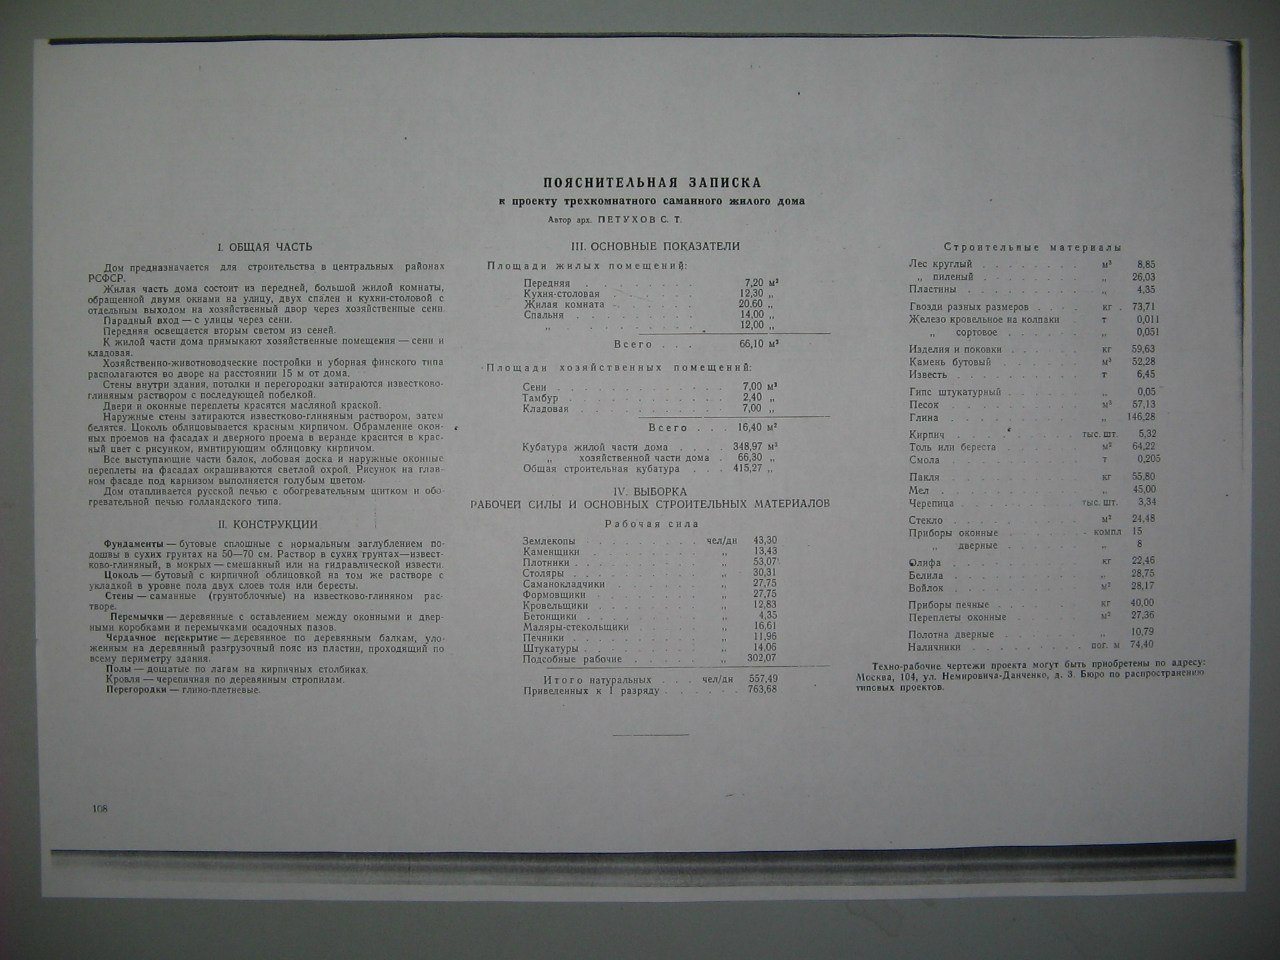 ПОЯСНИТЕЛЬНАЯ ЗАПИСКА
к проекту трехкомнатного саманного жилого дома
Автор арх. ПЕТУХОВ С. Т.
I. ОБЩАЯ ЧАСТЬ
Дом предназначается для строительства в центральных районах
РСФСР.
Жилая часть дома состоит из передней, большой жилой комнаты,
обращенной двумя окнами на улицу, двух спален и кухни-столовой с
отдельным выходом на хозяйственный двор через хозяйственные сени.
Парадный вход — с улицы через сени.
Передняя освещается вторым светом из сеней.
К жилой части дома примыкают хозяйственные помещения — сени и
кладовая.
Хозяйственно-животноводческие постройки и уборная финского типа
располагаются во дворе на расстоянии 15 м от дома.
Стены внутри здания, потолки и перегородки затираются известково-
глиняным раствором с последующей побелкой.
Двери и оконные переплеты красятся масляной краской.
Наружные стены затираются известково-глиняным раствором, затем
белятся. Цоколь облицовывается красным кирпичом. Обрамление окон-
ных проемов на фасадах и дверного проема в веранде красится в крас-
ный цвет с рисунком, имитирующим облицовку кирпичом.
Все выступающие части балок, лобовая доска и наружные оконные
переплеты на фасадах окрашиваются светлой охрой. Рисунок на глав-
ном фасаде под карнизом выполняется голубым цветом.
Дом отапливается русской печью с обогревательным щитком и обо-
гревательной печью голландского типа.
II. КОНСТРУКЦИИ
Фундаменты — бутовые сплошные с нормальным заглублением по-
дошвы в сухих грунтах на 50—70 см. Раствор в сухих грунтах—извест-
ково-глиняный, в мокрых — смешанный или на гидравлической извести.
Цоколь — бутовый с кирпичной облицовкой на том же растворе с
укладкой в уровне пола двух слоев толя или бересты.
Стены — саманные (грунтоблочные) на известково-глиняном рас-
творе.
Перемычки — деревянные с оставлением между оконными и двер-
ными коробками и перемычками осадочных пазов.
Чердачное перекрытие — деревянное по деревянным балкам, уло-
женным на деревянный разгрузочный пояс из пластин, проходящий по
всему периметру здания.
Полы — дощатые по лагам на кирпичных столбиках.
Кровля — черепичная по деревянным стропилам.
Перегородки — глино-плетневые.
108
III. ОСНОВНЫЕ ПОКАЗАТЕЛИ
Площади жилых помещений:
Передняя . . . . . . . 7,20 м²
Кухня-столовая . . . . . . 12,30 „
Жилая комната . . . . . . 20,60 „
Спальня . . . . . . . . 14,00 „
„ . . . . . . . . 12,00 „
Всего . . . 66,10 м²
Площади хозяйственных помещений:
Сени . . . . . . . . . 7,00 м²
Тамбур . . . . . . . . . 2,40 „
Кладовая . . . . . . . . 7,00 „
Всего . . . 16,40 м²
Кубатура жилой части дома . . . . 348,97 м³
„ хозяйственной части дома . 66,30 „
Общая строительная кубатура . . 415,27 „
IV. ВЫБОРКА
РАБОЧЕЙ СИЛЫ И ОСНОВНЫХ СТРОИТЕЛЬНЫХ МАТЕРИАЛОВ
Рабочая сила
Землекопы . . . . . . . чел/дн 43,30
Каменщики . . . . . . . „ 13,43
Плотники . . . . . . . . „ 53,07
Столяры . . . . . . . . „ 30,31
Саманокладчики . . . . . . „ 27,75
Формовщики . . . . . . . „ 27,75
Кровельщики . . . . . . . „ 12,83
Бетонщики . . . . . . . „ 4,35
Маляры-стекольщики . . . . . „ 16,61
Печники . . . . . . . . „ 11,96
Штукатуры . . . . . . . . „ 14,06
Подсобные рабочие . . . . . „ 302,07
Итого натуральных . . . чел/дн 557,49
Приведенных к 1 разряду . . . . . . . 763,68
Строительные материалы
Лес круглый . . . . . . . . м³ 8,85
„ пиленый . . . . . . . . „ 26,03
Пластины . . . . . . . . . „ 4,35
Гвозди разных размеров . . . . кг . 73,71
Железо кровельное на колпаки . т 0,011
„ сортовое . . . . . . „ 0,051
Изделия и поковки . . . . . . кг 59,63
Камень бутовый . . . . . . м³ 52,28
Известь . . . . . . . . . т 6,45
Гипс штукатурный . . . . . . „ 0,05
Песок . . . . . . . . . м³ 57,13
Глина . . . . . . . . . „ 146,28
Кирпич . . . . . . . . тыс. шт. 5,32
Толь или береста . . . . . . м² 64,22
Смола . . . . . . . . . т 0,205
Пакля . . . . . . . . . кг 55,80
Мел . . . . . . . . . . „ 45,00
Черепица . . . . . . . . тыс. шт. 3,34
Стекло . . . . . . . . . м² 24,48
Приборы оконные . . . . . компл 15
„ дверные . . . . . . „ 8
Олифа . . . . . . . . . кг 22,46
Белила . . . . . . . . . „ 28,75
Войлок . . . . . . . . . м² 28,17
Приборы печные . . . . . . кг 40,00
Переплеты оконные . . . . . м² 27,36
Полотна дверные . . . . . . „ 10,79
Наличники . . . . . . . . пог. м 74,40
Техно-рабочие чертежи проекта могут быть приобретены по адресу:
Москва, 104, ул. Немировича-Данченко, д. 3. Бюро по распространению
типовых проектов.